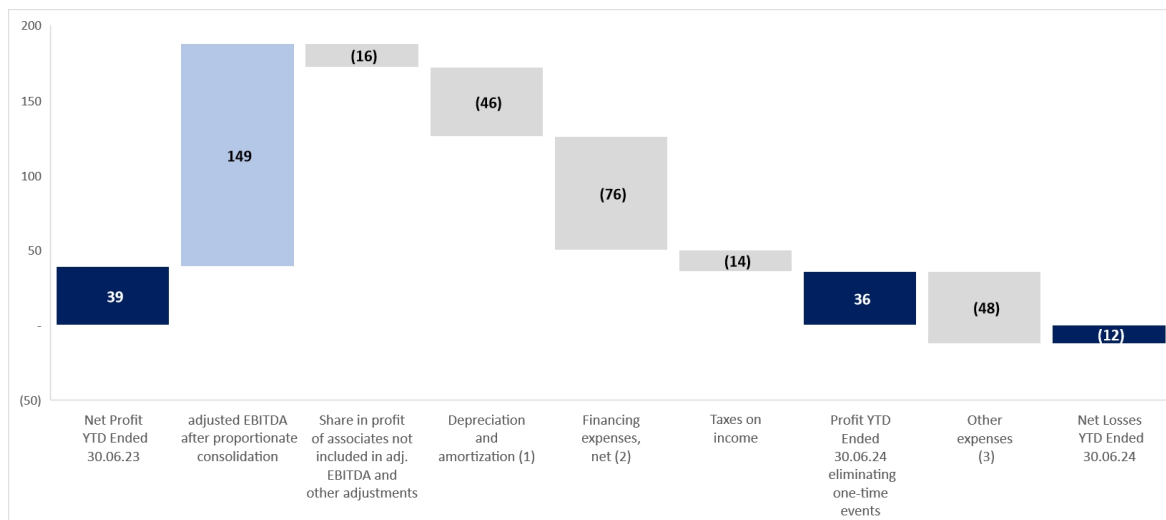 200
150
100
50
-
(50)
39
149
(16)
(46)
(76)
(14)
36
(48)
(12)
Net Profit
YTD Ended
30.06.23
adjusted EBITDA
after proportionate
consolidation
Share in profit
of associates not
included in adj.
EBITDA and
other adjustments
Depreciation
and
amortization (1)
Financing
expenses,
net (2)
Taxes on
income
Profit YTD
Ended
30.06.24
eliminating
one-time
events
Other
expenses
(3)
Net Losses
YTD Ended
30.06.24